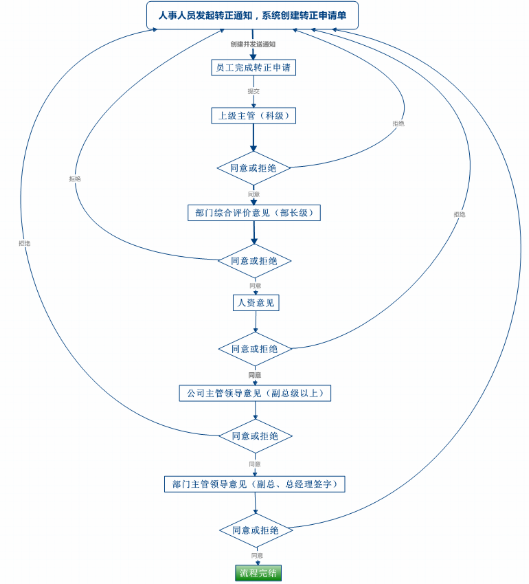 人事人员发起转正通知，系统创建转正申请单
创建并发送通知
员工完成转正申请
提交
上级主管（科级）
拒绝
同意或拒绝
拒绝
同意
部门综合评价意见（部长级）
拒绝
拒绝
同意或拒绝
同意
人资意见
同意或拒绝
同意
公司主管领导意见（副总级以上）
同意或拒绝
同意
部门主管领导意见（副总、总经理签字）
同意或拒绝
同意
流程完结